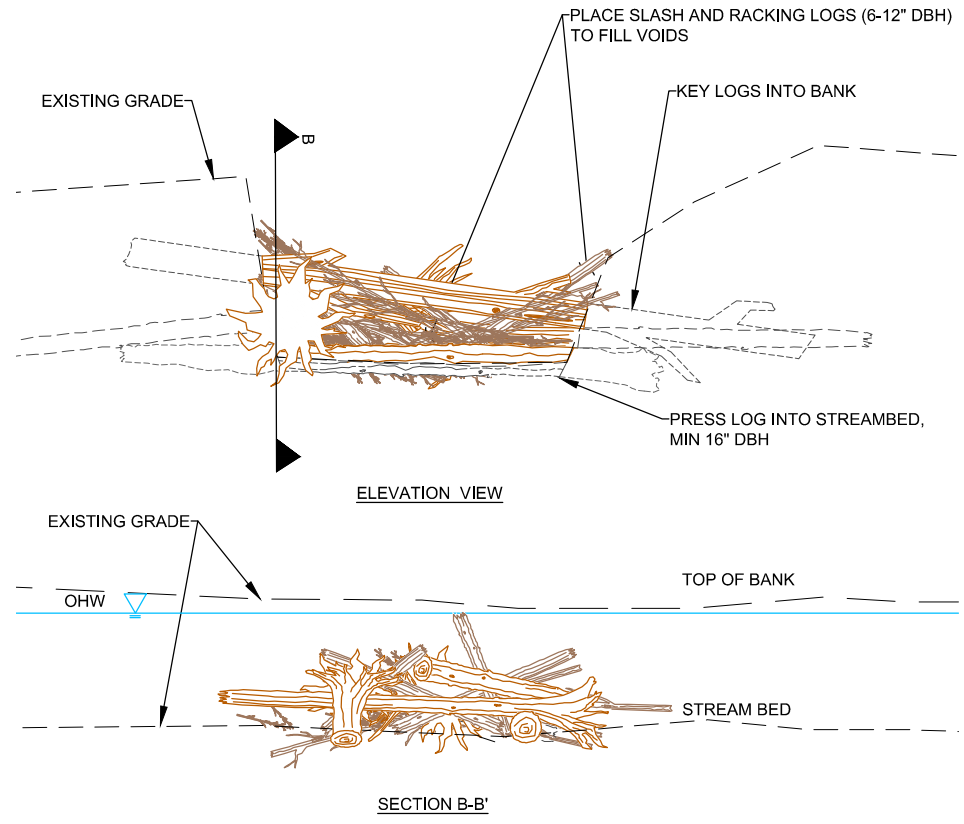 PLACE SLASH AND RACKING LOGS (6-12" DBH)
TO FILL VOIDS
EXISTING GRADE
KEY LOGS INTO BANK
B
PRESS LOG INTO STREAMBED,
MIN 16" DBH
ELEVATION VIEW
EXISTING GRADE
TOP OF BANK
OHW
STREAM BED
SECTION B-B'